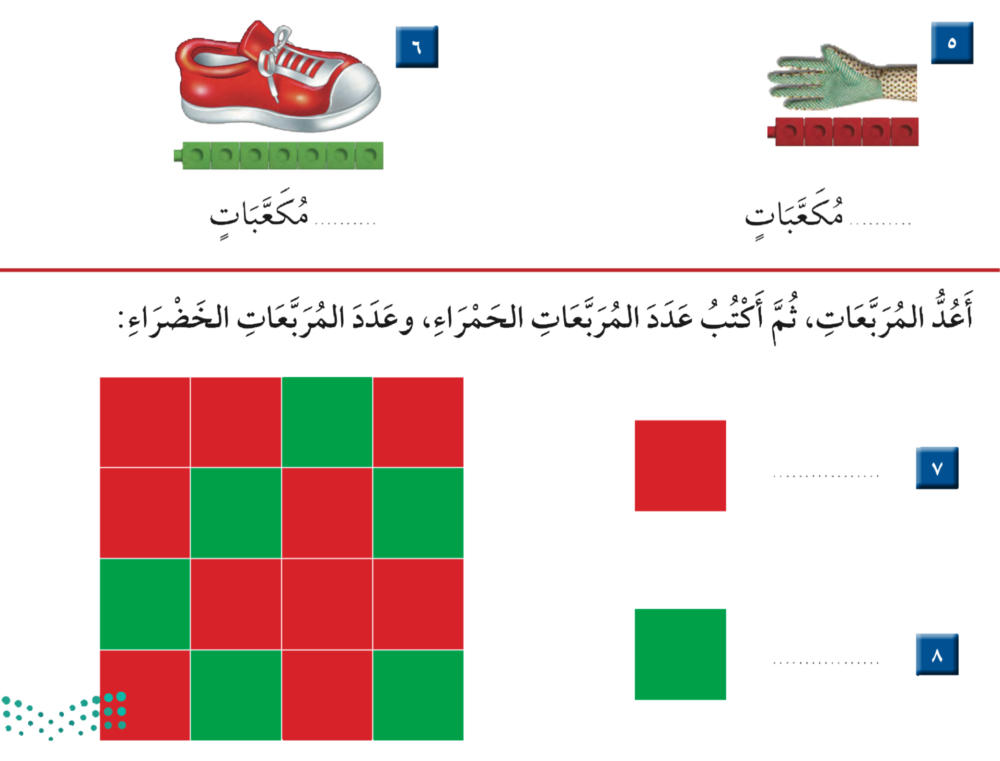 ٥
٦
.......... مُكَعَّبَاتٍ
.......... مُكَعَّبَاتٍ
أَعُدُّ المُرَبَّعَاتِ، ثُمَّ أَكْتُبُ عَدَدَ المُرَبَّعَاتِ الحَمْرَاءِ، وعَدَدَ المُرَبَّعَاتِ الخَضْرَاءِ:
٧ .................
٨ .................